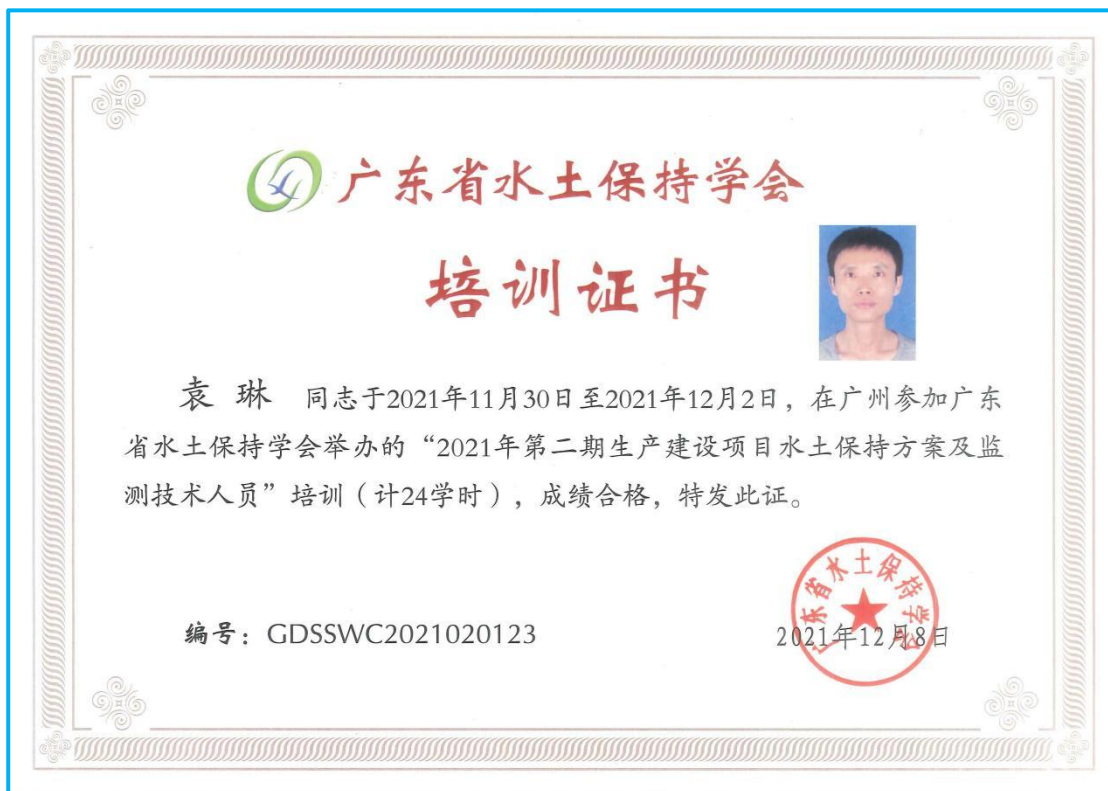 广东省水土保持学会
培训证书
袁 琳 同志于2021年11月30日至2021年12月2日，在广州参加广东
省水土保持学会举办的“2021年第二期生产建设项目水土保持方案及监
测技术人员”培训（计24学时），成绩合格，特发此证。
广东省水土保持学会
编号：GDSSWC2021020123
2021年12月8日